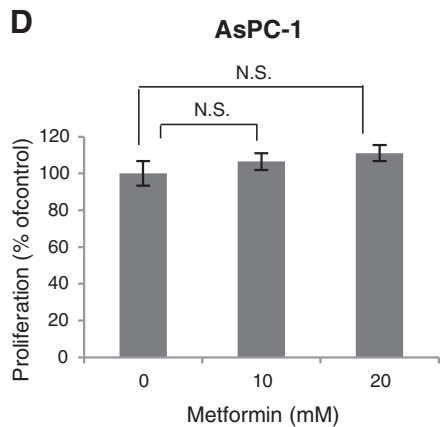 D
AsPC-1
N.S.
N.S.
120
100
80
60
40
20
0
Proliferation (% ofcontrol)
0 10 20
Metformin (mM)